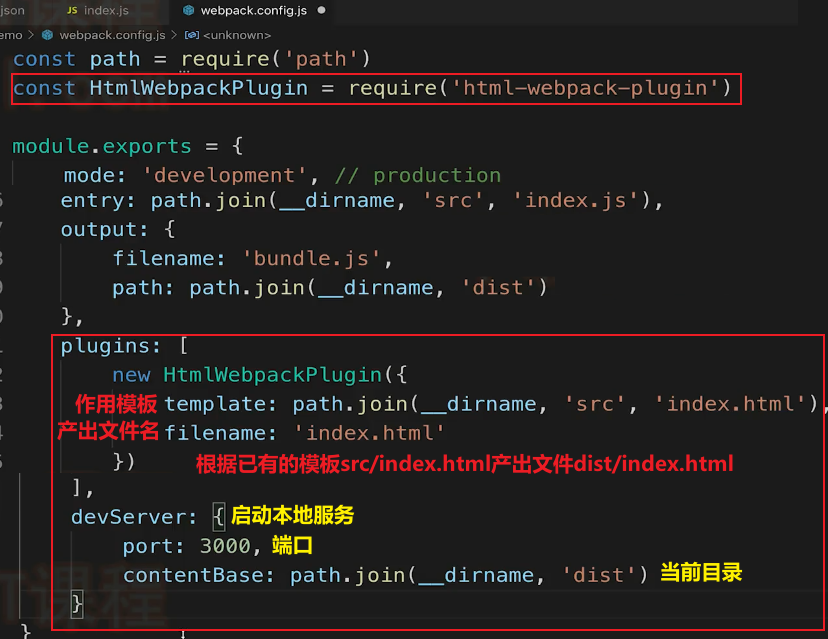 json JS index.js webpack.config.js ●
emo > webpack.config.js > <unknown>
const path = require('path')
const HtmlWebpackPlugin = require('html-webpack-plugin')
module.exports = {
mode: 'development', // production
entry: path.join(__dirname, 'src', 'index.js'),
output: {
filename: 'bundle.js',
path: path.join(__dirname, 'dist')
},
plugins: [
new HtmlWebpackPlugin({
作用模板 template: path.join(__dirname, 'src', 'index.html'),
产出文件名 filename: 'index.html'
}) 根据已有的模板src/index.html产出文件dist/index.html
],
devServer: { 启动本地服务
port: 3000, 端口
contentBase: path.join(__dirname, 'dist') 当前目录
}
}